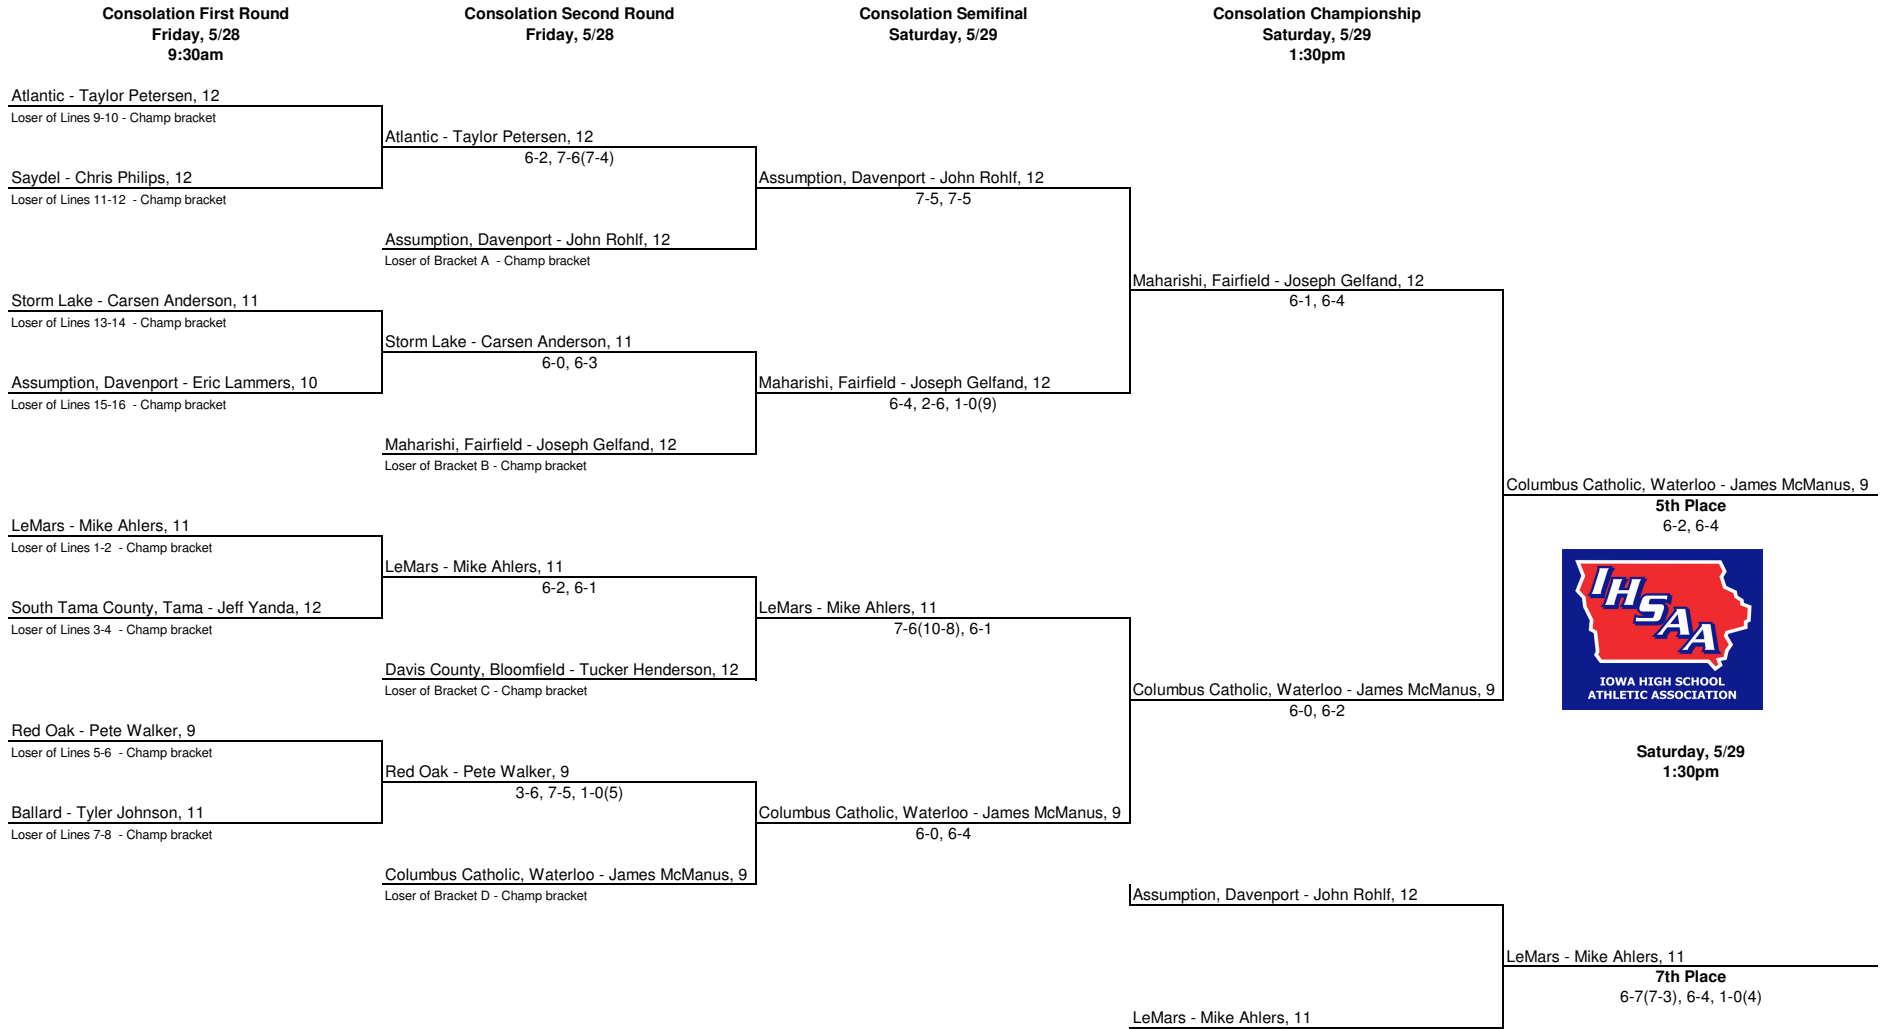 Consolation First Round
Friday, 5/28
9:30am
Consolation Second Round
Friday, 5/28
Consolation Semifinal
Saturday, 5/29
Consolation Championship
Saturday, 5/29
1:30pm
Atlantic - Taylor Petersen, 12
Loser of Lines 9-10 - Champ bracket
Saydel - Chris Philips, 12
Loser of Lines 11-12  - Champ bracket
Storm Lake - Carsen Anderson, 11
Loser of Lines 13-14  - Champ bracket
Assumption, Davenport - Eric Lammers, 10
Loser of Lines 15-16  - Champ bracket
LeMars - Mike Ahlers, 11
Loser of Lines 1-2  - Champ bracket
South Tama County, Tama - Jeff Yanda, 12
Loser of Lines 3-4  - Champ bracket
Red Oak - Pete Walker, 9
Loser of Lines 5-6  - Champ bracket
Ballard - Tyler Johnson, 11
Loser of Lines 7-8  - Champ bracket
Atlantic - Taylor Petersen, 12
6-2, 7-6(7-4)
Assumption, Davenport - John Rohlf, 12
Loser of Bracket A  - Champ bracket
Storm Lake - Carsen Anderson, 11
6-0, 6-3
Maharishi, Fairfield - Joseph Gelfand, 12
Loser of Bracket B - Champ bracket
LeMars - Mike Ahlers, 11
6-2, 6-1
Davis County, Bloomfield - Tucker Henderson, 12
Loser of Bracket C - Champ bracket
Red Oak - Pete Walker, 9
3-6, 7-5, 1-0(5)
Columbus Catholic, Waterloo - James McManus, 9
Loser of Bracket D - Champ bracket
Assumption, Davenport - John Rohlf, 12
7-5, 7-5
Maharishi, Fairfield - Joseph Gelfand, 12
6-4, 2-6, 1-0(9)
LeMars - Mike Ahlers, 11
7-6(10-8), 6-1
Columbus Catholic, Waterloo - James McManus, 9
6-0, 6-4
Maharishi, Fairfield - Joseph Gelfand, 12
6-1, 6-4
Columbus Catholic, Waterloo - James McManus, 9
6-0, 6-2
Assumption, Davenport - John Rohlf, 12
LeMars - Mike Ahlers, 11
Columbus Catholic, Waterloo - James McManus, 9
5th Place
6-2, 6-4
IHSAA
IOWA HIGH SCHOOL
ATHLETIC ASSOCIATION
Saturday, 5/29
1:30pm
LeMars - Mike Ahlers, 11
7th Place
6-7(7-3), 6-4, 1-0(4)